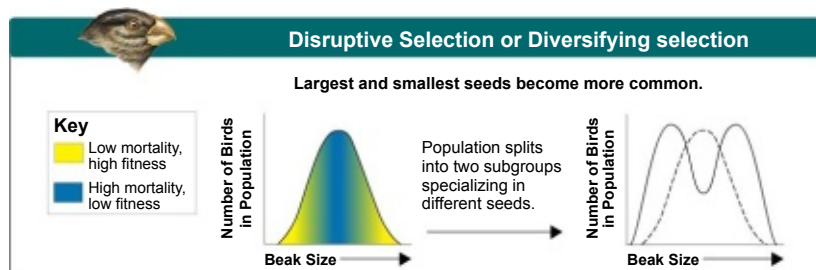 Disruptive Selection or Diversifying selection
Largest and smallest seeds become more common.
Key
Low mortality,
high fitness
High mortality,
low fitness
Number of Birds
in Population
Beak Size
Population splits
into two subgroups
specializing in
different seeds.
Number of Birds
in Population
Beak Size